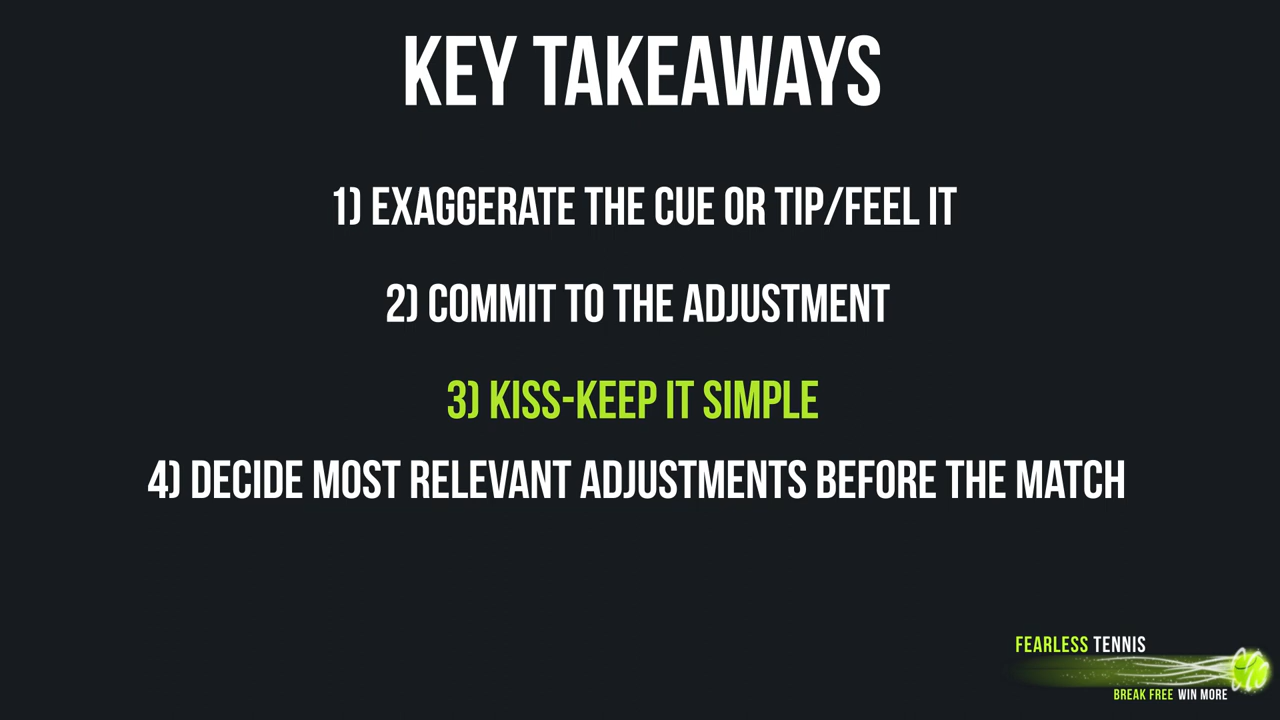 KEY TAKEAWAYS
1) EXAGGERATE THE CUE OR TIP/FEEL IT
2) COMMIT TO THE ADJUSTMENT
3) KISS-KEEP IT SIMPLE
4) DECIDE MOST RELEVANT ADJUSTMENTS BEFORE THE MATCH
FEARLESS TENNIS
BREAK FREE WIN MORE